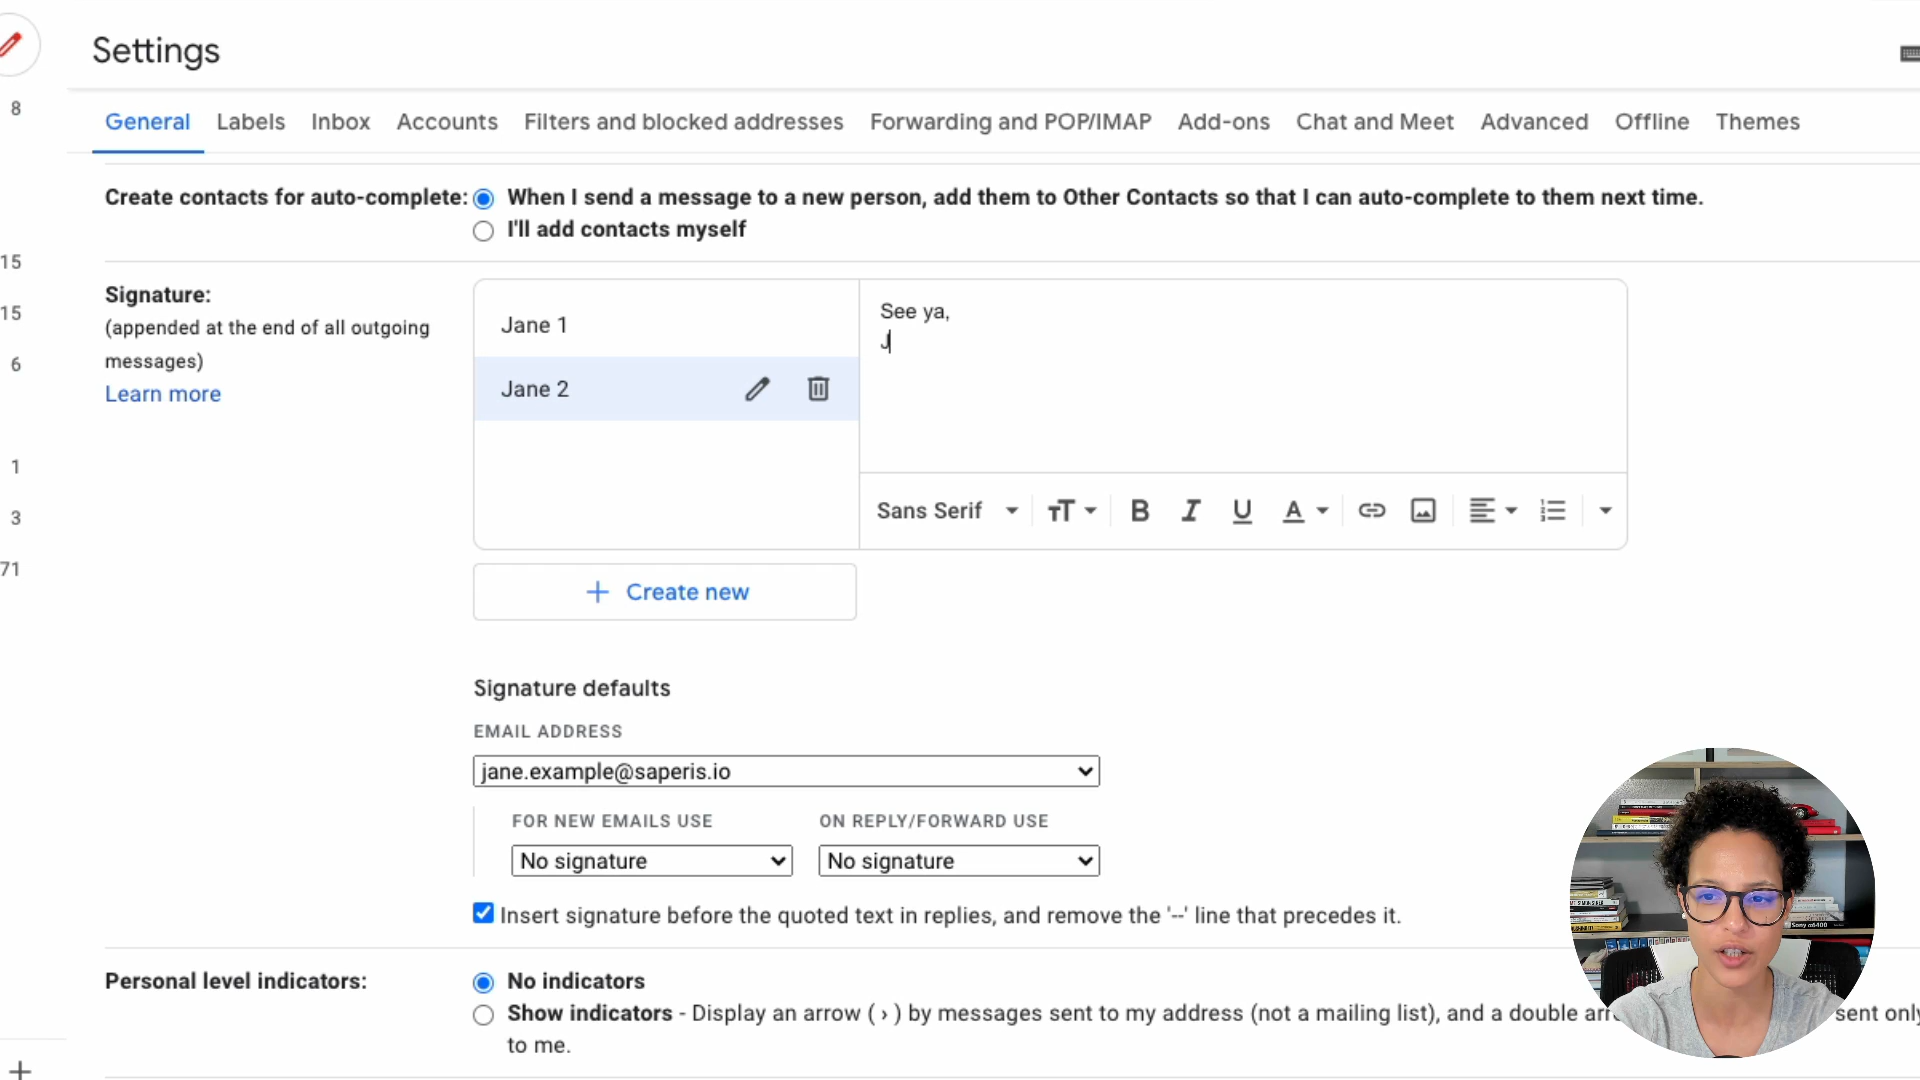 Settings
8
General Labels Inbox Accounts Filters and blocked addresses Forwarding and POP/IMAP Add-ons Chat and Meet Advanced Offline Themes
Create contacts for auto-complete: When I send a message to a new person, add them to Other Contacts so that I can auto-complete to them next time.
I'll add contacts myself
15
Signature:
(appended at the end of all outgoing
messages)
Learn more
15
6
1
3
71
Jane 1
Jane 2
See ya,
J
Sans Serif
Create new
Signature defaults
EMAIL ADDRESS
jane.example@saperis.io
FOR NEW EMAILS USE ON REPLY/FORWARD USE
No signature No signature
Insert signature before the quoted text in replies, and remove the '--' line that precedes it.
Personal level indicators: No indicators
Show indicators - Display an arrow ( › ) by messages sent to my address (not a mailing list), and a double sent only
to me.
Sony α6400